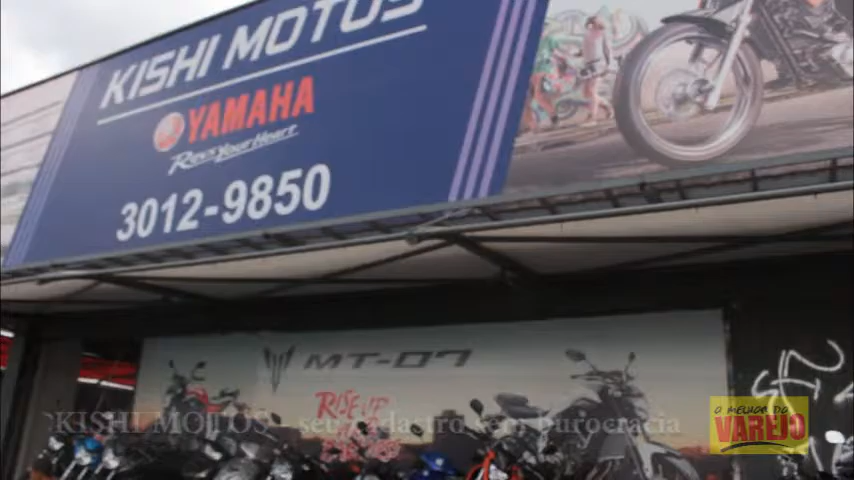 KISHI MOTOS
YAMAHA
Revs Your Heart
3012-9850
MT-07
RISE UP
KISHI MOTOS - seu cadastro sem burocracia
A MELHOR DO
VAREJO